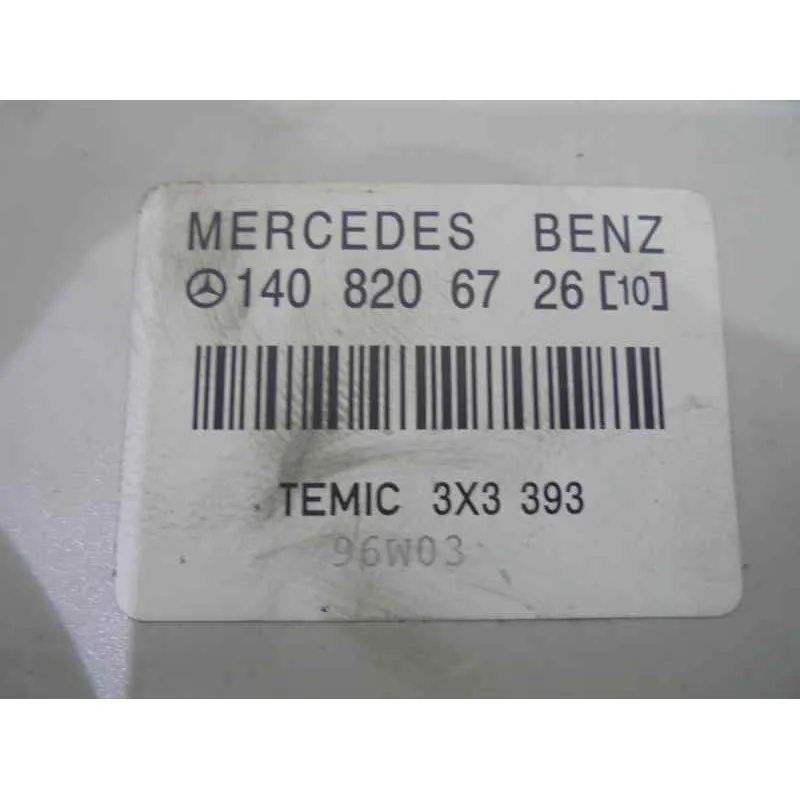 MERCEDES BENZ
140 820 67 26 [10]
TEMIC 3X3 393
96W03